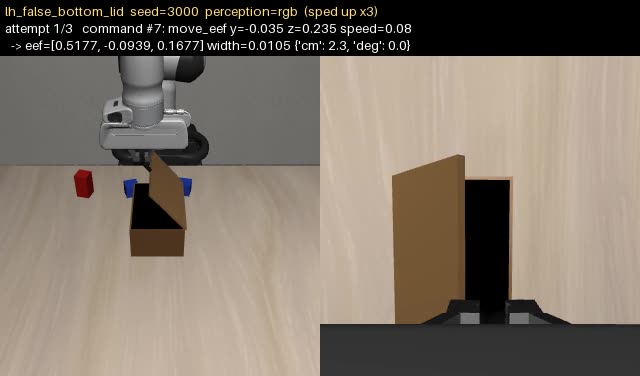 lh_false_bottom_lid seed=3000 perception=rgb (sped up x3)
attempt 1/3 command #7: move_eef y=-0.035 z=0.235 speed=0.08
-> eef=[0.5177, -0.0939, 0.1677] width=0.0105 {'cm': 2.3, 'deg': 0.0}